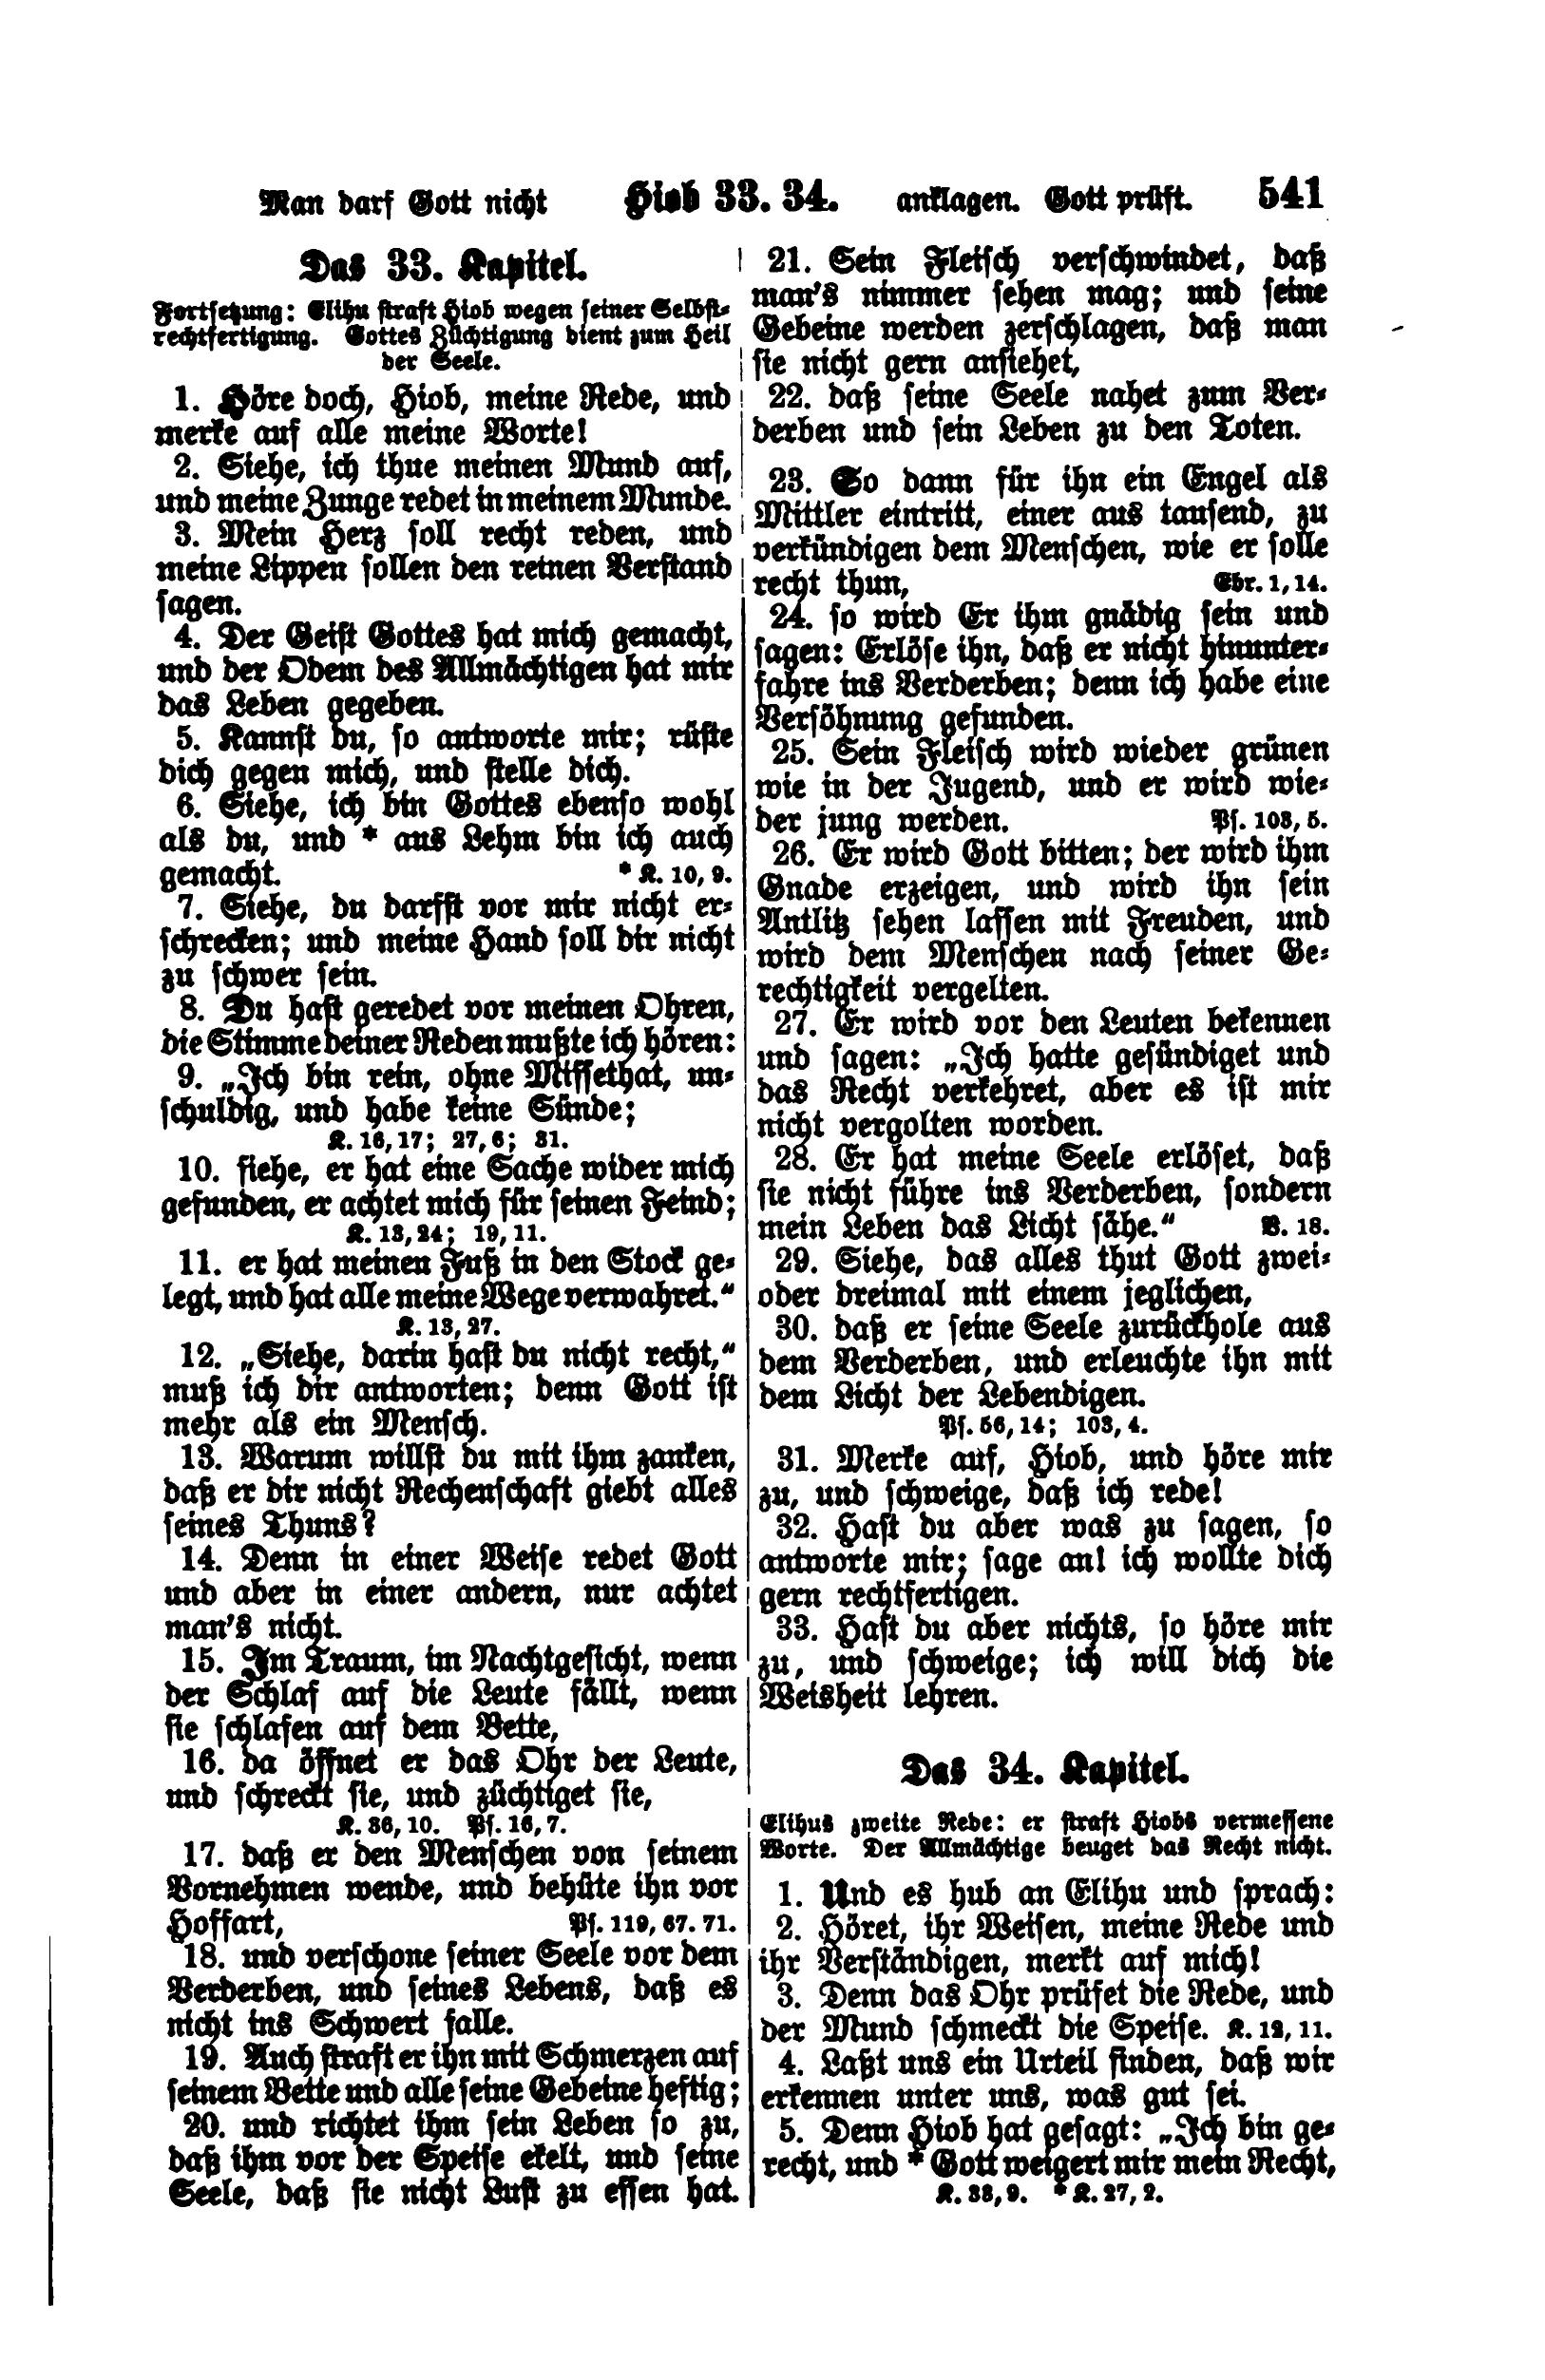 Man darf Gott nicht Hiob 33. 34. anklagen. Gott prüft. 541
Das 33. Kapitel.
Fortsetzung: Elihu straft Hiob wegen seiner Selbst-
rechtfertigung. Gottes Züchtigung dient zum Heil
der Seele.
1. Höre doch, Hiob, meine Rede, und
merke auf alle meine Worte!
2. Siehe, ich thue meinen Mund auf,
und meine Zunge redet in meinem Munde.
3. Mein Herz soll recht reden, und
meine Lippen sollen den reinen Verstand
sagen.
4. Der Geist Gottes hat mich gemacht,
und der Odem des Allmächtigen hat mir
das Leben gegeben.
5. Kannst du, so antworte mir; rüste
dich gegen mich, und stelle dich.
6. Siehe, ich bin Gottes ebenso wohl
als du, und * aus Lehm bin ich auch
gemacht. * K. 10, 9.
7. Siehe, du darfst vor mir nicht er-
schrecken; und meine Hand soll dir nicht
zu schwer sein.
8. Du hast geredet vor meinen Ohren,
die Stimme deiner Reden mußte ich hören:
9. „Ich bin rein, ohne Missethat, un-
schuldig, und habe keine Sünde;
K. 16, 17; 27, 6; 31.
10. siehe, er hat eine Sache wider mich
gefunden, er achtet mich für seinen Feind;
K. 13, 24; 19, 11.
11. er hat meinen Fuß in den Stock ge-
legt, und hat alle meine Wege verwahret.“
K. 13, 27.
12. „Siehe, darin hast du nicht recht,“
muß ich dir antworten; denn Gott ist
mehr als ein Mensch.
13. Warum willst du mit ihm zanken,
daß er dir nicht Rechenschaft giebt alles
seines Thuns?
14. Denn in einer Weise redet Gott
und aber in einer andern, nur achtet
man's nicht.
15. Im Traum, im Nachtgesicht, wenn
der Schlaf auf die Leute fällt, wenn
sie schlafen auf dem Bette,
16. da öffnet er das Ohr der Leute,
und schreckt sie, und züchtiget sie,
K. 36, 10. Ps. 16, 7.
17. daß er den Menschen von seinem
Vornehmen wende, und behüte ihn vor
Hoffart, Ps. 119, 67. 71.
18. und verschone seiner Seele vor dem
Verderben, und seines Lebens, daß es
nicht ins Schwert falle.
19. Auch straft er ihn mit Schmerzen auf
seinem Bette und alle seine Gebeine heftig;
20. und richtet ihm sein Leben so zu,
daß ihm vor der Speise ekelt, und seine
Seele, daß sie nicht Lust zu essen hat.
21. Sein Fleisch verschwindet, daß
man's nimmer sehen mag; und seine
Gebeine werden zerschlagen, daß man
sie nicht gern ansiehet,
22. daß seine Seele nahet zum Ver-
derben und sein Leben zu den Toten.
23. So dann für ihn ein Engel als
Mittler eintritt, einer aus tausend, zu
verkündigen dem Menschen, wie er solle
recht thun, Ebr. 1, 14.
24. so wird Er ihm gnädig sein und
sagen: Erlöse ihn, daß er nicht hinunter-
fahre ins Verderben; denn ich habe eine
Versöhnung gefunden.
25. Sein Fleisch wird wieder grünen
wie in der Jugend, und er wird wie-
der jung werden. Ps. 103, 5.
26. Er wird Gott bitten; der wird ihm
Gnade erzeigen, und wird ihn sein
Antlitz sehen lassen mit Freuden, und
wird dem Menschen nach seiner Ge-
rechtigkeit vergelten.
27. Er wird vor den Leuten bekennen
und sagen: „Ich hatte gesündiget und
das Recht verkehret, aber es ist mir
nicht vergolten worden.
28. Er hat meine Seele erlöset, daß
sie nicht führe ins Verderben, sondern
mein Leben das Licht sähe.“ V. 18.
29. Siehe, das alles thut Gott zwei-
oder dreimal mit einem jeglichen,
30. daß er seine Seele zurückhole aus
dem Verderben, und erleuchte ihn mit
dem Licht der Lebendigen.
Ps. 56, 14; 103, 4.
31. Merke auf, Hiob, und höre mir
zu, und schweige, daß ich rede!
32. Hast du aber was zu sagen, so
antworte mir; sage an! ich wollte dich
gern rechtfertigen.
33. Hast du aber nichts, so höre mir
zu, und schweige; ich will dich die
Weisheit lehren.
Das 34. Kapitel.
Elihus zweite Rede: er straft Hiobs vermessene
Worte. Der Allmächtige beuget das Recht nicht.
1. Und es hub an Elihu und sprach:
2. Höret, ihr Weisen, meine Rede und
ihr Verständigen, merkt auf mich!
3. Denn das Ohr prüfet die Rede, und
der Mund schmeckt die Speise. K. 12, 11.
4. Laßt uns ein Urteil finden, daß wir
erkennen unter uns, was gut sei.
5. Denn Hiob hat gesagt: „Ich bin ge-
recht, und * Gott weigert mir mein Recht,
K. 33, 9. * K. 27, 2.